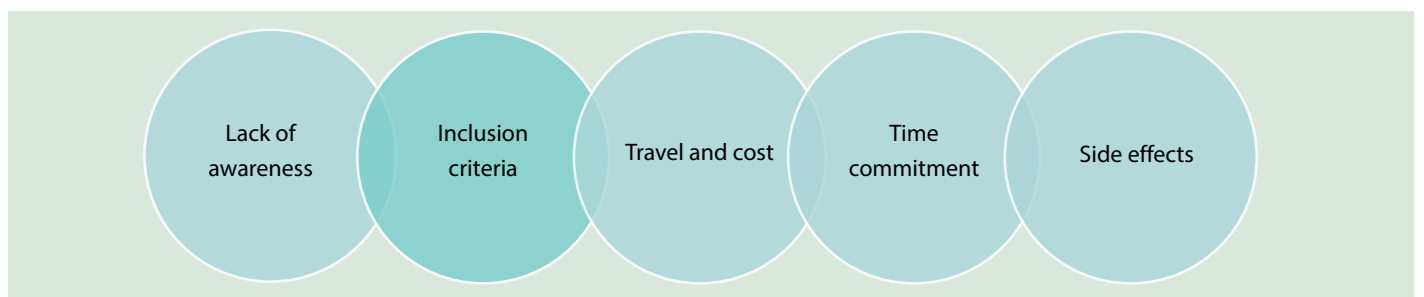 Lack of
awareness
Inclusion
criteria
Travel and cost
Time
commitment
Side effects